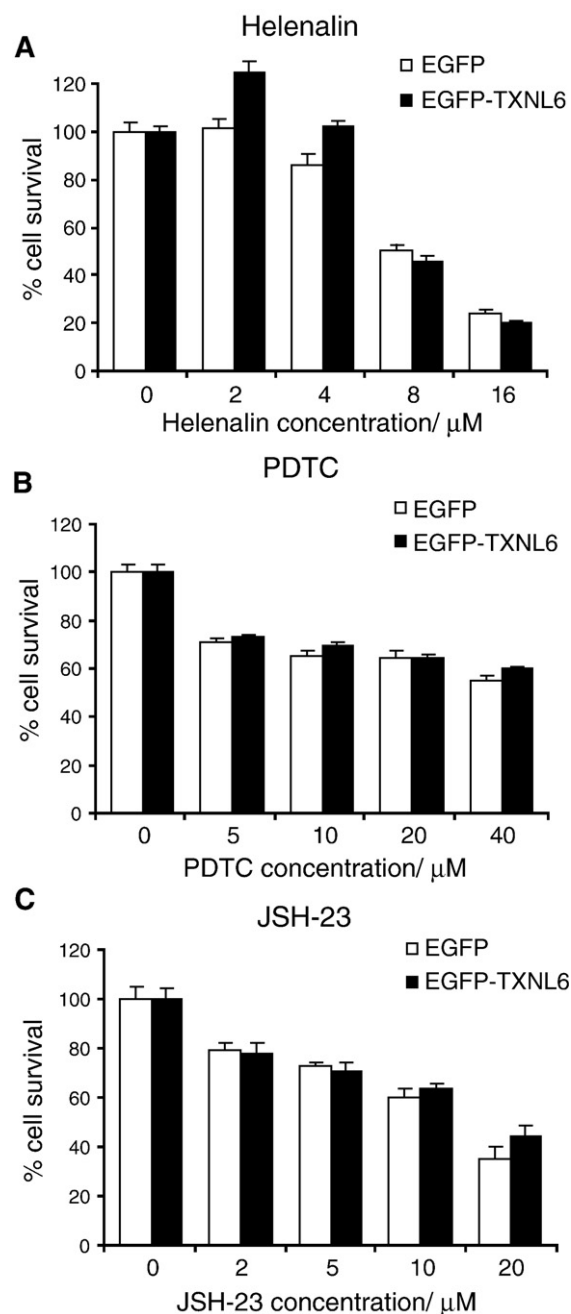 Helenalin
A
EGFP
EGFP-TXNL6
120
100
80
60
40
20
0
% cell survival
0 2 4 8 16
Helenalin concentration/ μM
PDTC
B
EGFP
EGFP-TXNL6
120
100
80
60
40
20
0
% cell survival
0 5 10 20 40
PDTC concentration/ μM
C
JSH-23
EGFP
EGFP-TXNL6
120
100
80
60
40
20
0
% cell survival
0 2 5 10 20
JSH-23 concentration/ μM